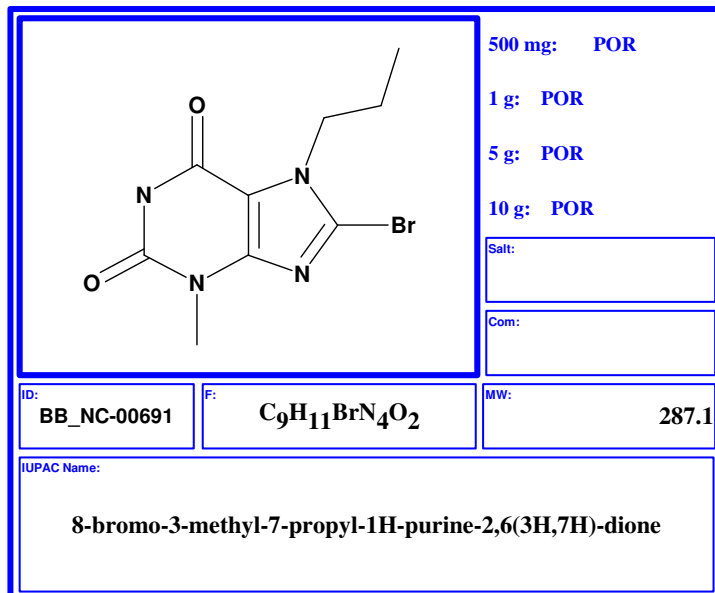 500 mg: POR
1 g: POR
5 g: POR
10 g: POR
O
N
N
Br
O
N
N
Salt:
Com:
ID:
BB_NC-00691
F:
C9H11BrN4O2
MW:
287.1
IUPAC Name:
8-bromo-3-methyl-7-propyl-1H-purine-2,6(3H,7H)-dione